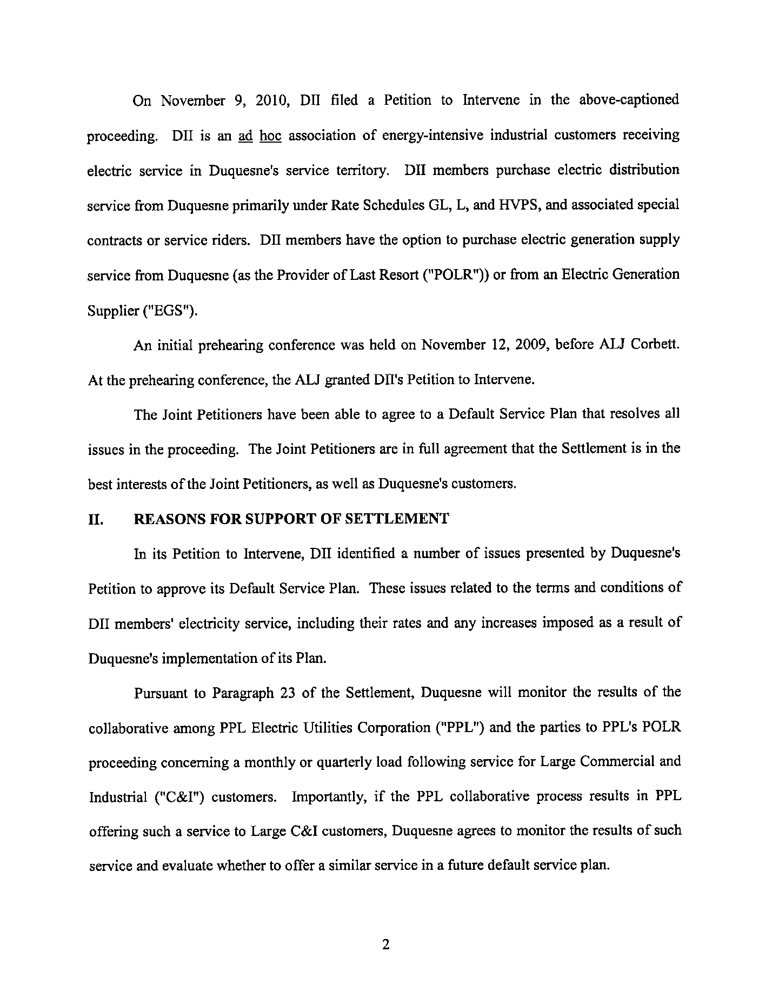 On November 9, 2010, DII filed a Petition to Intervene in the above-captioned
proceeding. DII is an ad hoc association of energy-intensive industrial customers receiving
electric service in Duquesne's service territory. DII members purchase electric distribution
service from Duquesne primarily under Rate Schedules GL, L, and HVPS, and associated special
contracts or service riders. DII members have the option to purchase electric generation supply
service from Duquesne (as the Provider of Last Resort ("POLR")) or from an Electric Generation
Supplier ("EGS").
An initial prehearing conference was held on November 12, 2009, before ALJ Corbett.
At the prehearing conference, the ALJ granted DII's Petition to Intervene.
The Joint Petitioners have been able to agree to a Default Service Plan that resolves all
issues in the proceeding. The Joint Petitioners are in full agreement that the Settlement is in the
best interests of the Joint Petitioners, as well as Duquesne's customers.
II. REASONS FOR SUPPORT OF SETTLEMENT
In its Petition to Intervene, DII identified a number of issues presented by Duquesne's
Petition to approve its Default Service Plan. These issues related to the terms and conditions of
DII members' electricity service, including their rates and any increases imposed as a result of
Duquesne's implementation of its Plan.
Pursuant to Paragraph 23 of the Settlement, Duquesne will monitor the results of the
collaborative among PPL Electric Utilities Corporation ("PPL") and the parties to PPL's POLR
proceeding concerning a monthly or quarterly load following service for Large Commercial and
Industrial ("C&I") customers. Importantly, if the PPL collaborative process results in PPL
offering such a service to Large C&I customers, Duquesne agrees to monitor the results of such
service and evaluate whether to offer a similar service in a future default service plan.
2